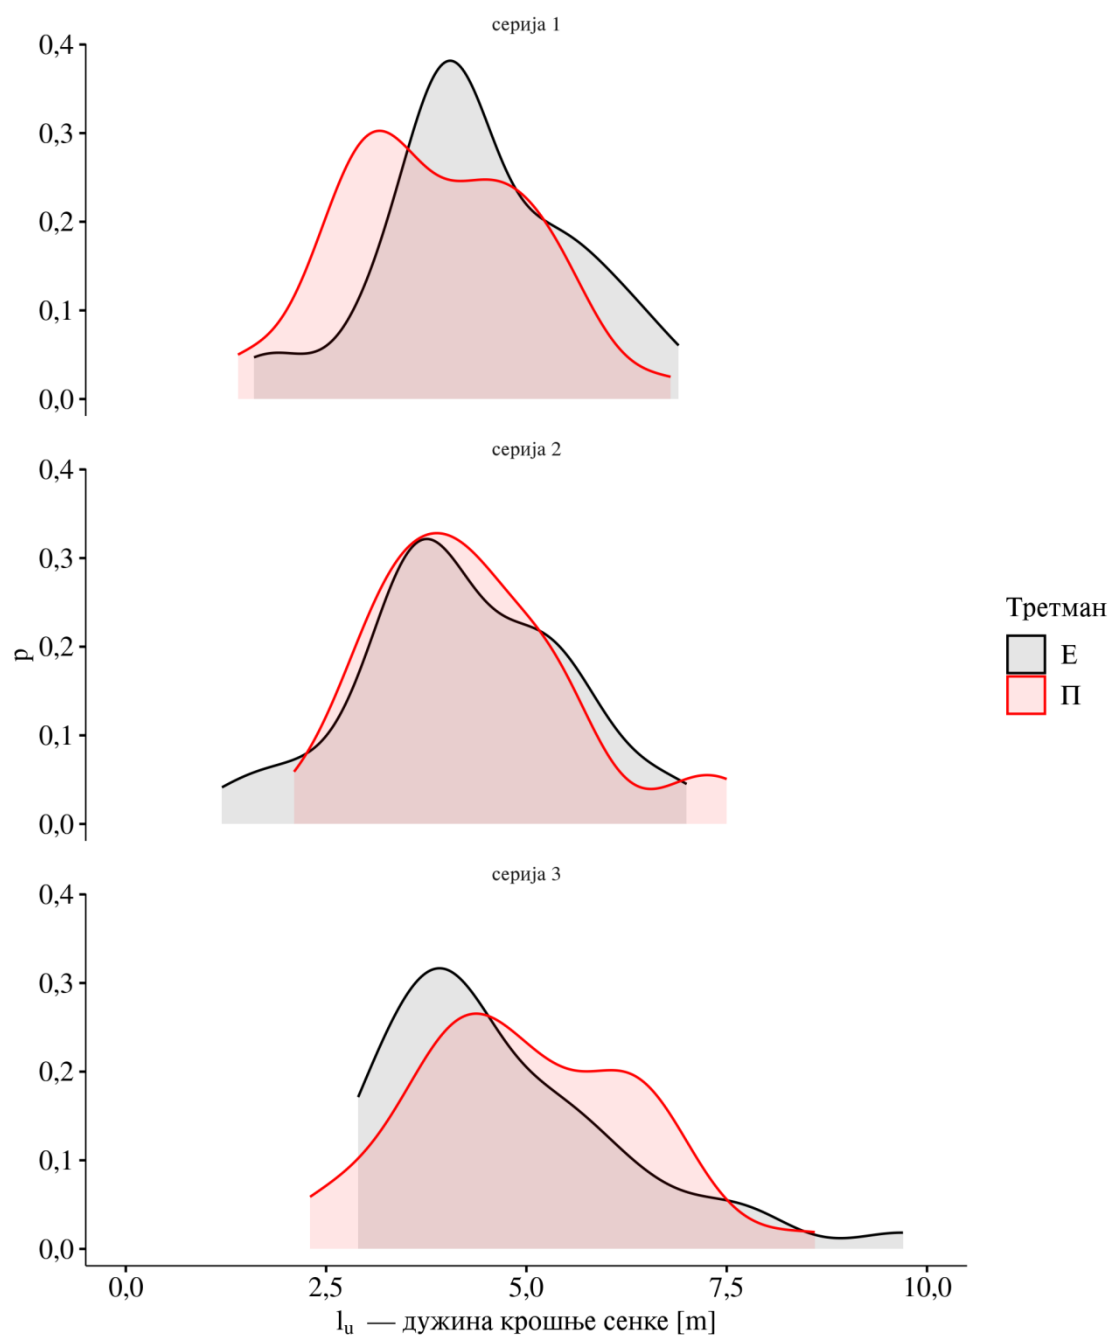 серија 1
0,4
0,3
0,2
0,1
0,0
серија 2
0,4
0,3
0,2
0,1
0,0
p
Третман
Е
П
серија 3
0,4
0,3
0,2
0,1
0,0
0,0 2,5 5,0 7,5 10,0
lu — дужина крошње сенке [m]